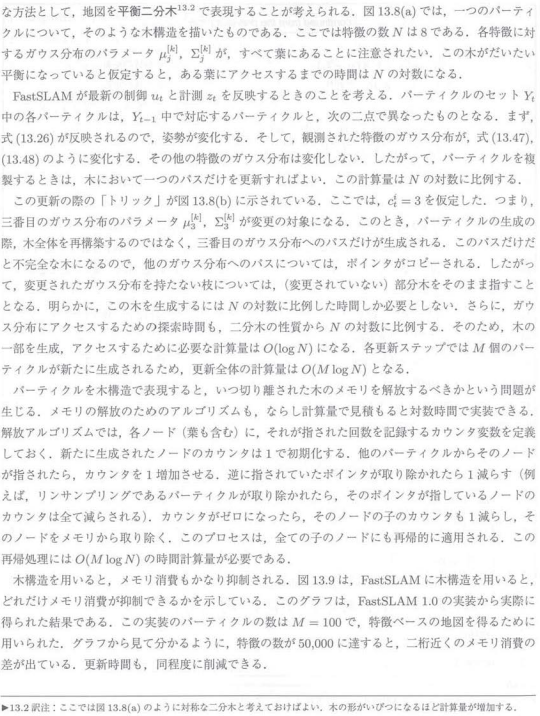 な方法として，地図を平衡二分木13.2で表現することが考えられる．図 13.8(a) では，一つのパーティ
クルについて，そのような木構造を描いたものである．ここでは特徴の数 N は 8 である．各特徴に対
するガウス分布のパラメータ μ_j^[k]，Σ_j^[k] が，すべて葉にあることに注意されたい．この木がだいたい
平衡になっていると仮定すると，ある葉にアクセスするまでの時間は N の対数になる．
FastSLAM が最新の制御 u_t と計測 z_t を反映するときのことを考える．パーティクルのセット Y_t
中の各パーティクルは，Y_{t−1} 中で対応するパーティクルと，次の二点で異なったものとなる．まず，
式 (13.26) が反映されるので，姿勢が変化する．そして，観測された特徴のガウス分布が，式 (13.47)，
(13.48) のように変化する．その他の特徴のガウス分布は変化しない．したがって，パーティクルを複
製するときは，木において一つのパスだけを更新すればよい．この計算量は N の対数に比例する．
この更新の際の「トリック」が図 13.8(b) に示されている．ここでは，c_t^i = 3 を仮定した．つまり，
三番目のガウス分布のパラメータ μ_3^[k]，Σ_3^[k] が変更の対象になる．このとき，パーティクルの生成の
際，木全体を再構築するのではなく，三番目のガウス分布へのパスだけが生成される．このパスだけだ
と不完全な木になるので，他のガウス分布へのパスについては，ポインタがコピーされる．したがっ
て，変更されたガウス分布を持たない枝については，（変更されていない）部分木をそのまま指すこと
となる．明らかに，この木を生成するには N の対数に比例した時間しか必要としない．さらに，ガウ
ス分布にアクセスするための探索時間も，二分木の性質から N の対数に比例する．そのため，木の
一部を生成，アクセスするために必要な計算量は O(log N) になる．各更新ステップでは M 個のパー
ティクルが新たに生成されるため，更新全体の計算量は O(M log N) となる．
パーティクルを木構造で表現すると，いつ切り離された木のメモリを解放するべきかという問題が
生じる．メモリの解放のためのアルゴリズムも，ならし計算量で見積もると対数時間で実装できる．
解放アルゴリズムでは，各ノード（葉も含む）に，それが指された回数を記録するカウンタ変数を定義
しておく．新たに生成されたノードのカウンタは 1 で初期化する．他のパーティクルからそのノード
が指されたら，カウンタを 1 増加させる．逆に指されていたポインタが取り除かれたら 1 減らす（例
えば，リンサンプリングであるパーティクルが取り除かれたら，そのポインタが指しているノードの
カウンタは全て減らされる）．カウンタがゼロになったら，そのノードの子のカウンタも 1 減らし，そ
のノードをメモリから取り除く．このプロセスは，全ての子のノードにも再帰的に適用される．この
再帰処理には O(M log N) の時間計算量が必要である．
木構造を用いると，メモリ消費もかなり抑制される．図 13.9 は，FastSLAM に木構造を用いると，
どれだけメモリ消費が抑制できるかを示している．このグラフは，FastSLAM 1.0 の実装から実際に
得られた結果である．この実装のパーティクルの数は M = 100 で，特徴ベースの地図を得るために
用いられた．グラフから見て分かるように，特徴の数が 50,000 に達すると，二桁近くのメモリ消費の
差が出ている．更新時間も，同程度に削減できる．
▶13.2 訳注：ここでは図 13.8(a) のように対称な二分木と考えておけばよい．木の形がいびつになるほど計算量が増加する．